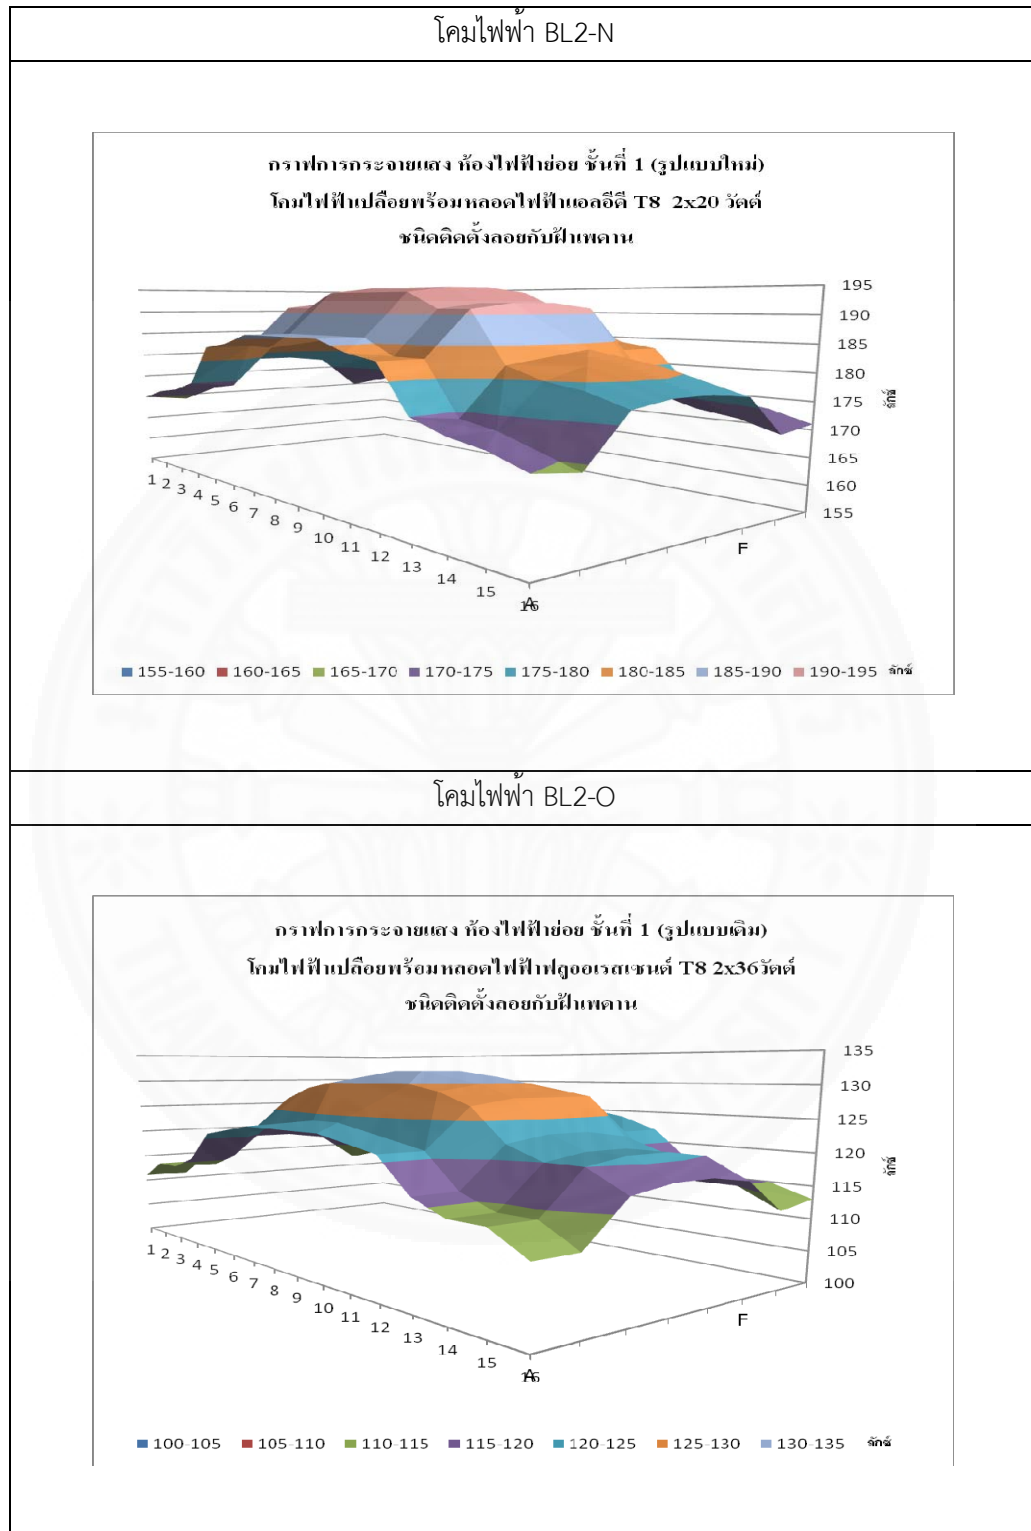 โคมไฟฟ้า BL2-N
กราฟการกระจายแสง ห้องไฟฟ้าย่อย ชั้นที่ 1 (รูปแบบใหม่)
โคมไฟฟ้าเปลือยพร้อมหลอดไฟฟ้าแอลอีดี T8 2x20 วัตต์
ชนิดติดตั้งลอยกับฝ้าเพดาน
195
190
185
180
175
170
165
160
155
ลักซ์
1 2 3 4 5 6 7 8 9 10 11 12 13 14 15 16
A
F
155-160 160-165 165-170 170-175 175-180 180-185 185-190 190-195 ลักซ์
โคมไฟฟ้า BL2-O
กราฟการกระจายแสง ห้องไฟฟ้าย่อย ชั้นที่ 1 (รูปแบบเดิม)
โคมไฟฟ้าเปลือยพร้อมหลอดไฟฟ้าฟลูออเรสเซนต์ T8 2x36วัตต์
ชนิดติดตั้งลอยกับฝ้าเพดาน
135
130
125
120
115
110
105
100
ลักซ์
1 2 3 4 5 6 7 8 9 10 11 12 13 14 15 16
A
F
100-105 105-110 110-115 115-120 120-125 125-130 130-135 ลักซ์